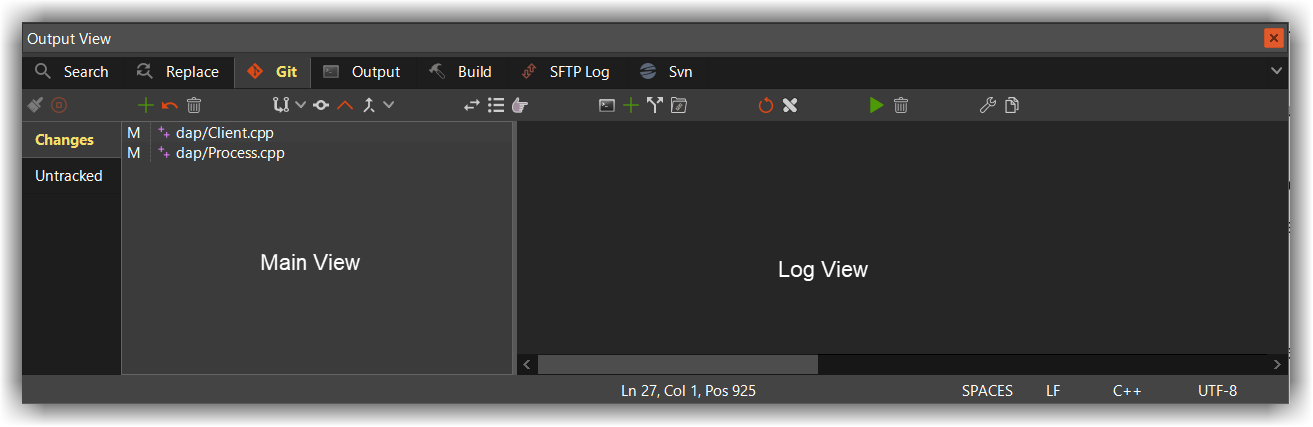 Output View
Search Replace Git Output Build SFTP Log Svn
Changes
Untracked
M dap/Client.cpp
M dap/Process.cpp
Main View
Log View
Ln 27, Col 1, Pos 925 SPACES LF C++ UTF-8